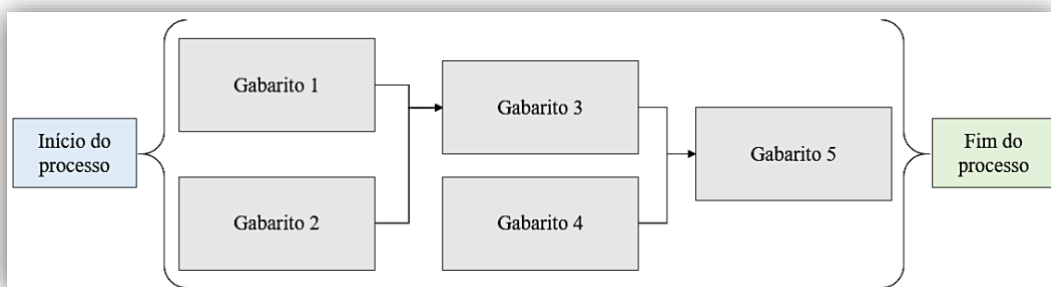 Início do
processo
Gabarito 1
Gabarito 2
Gabarito 3
Gabarito 4
Gabarito 5
Fim do
processo